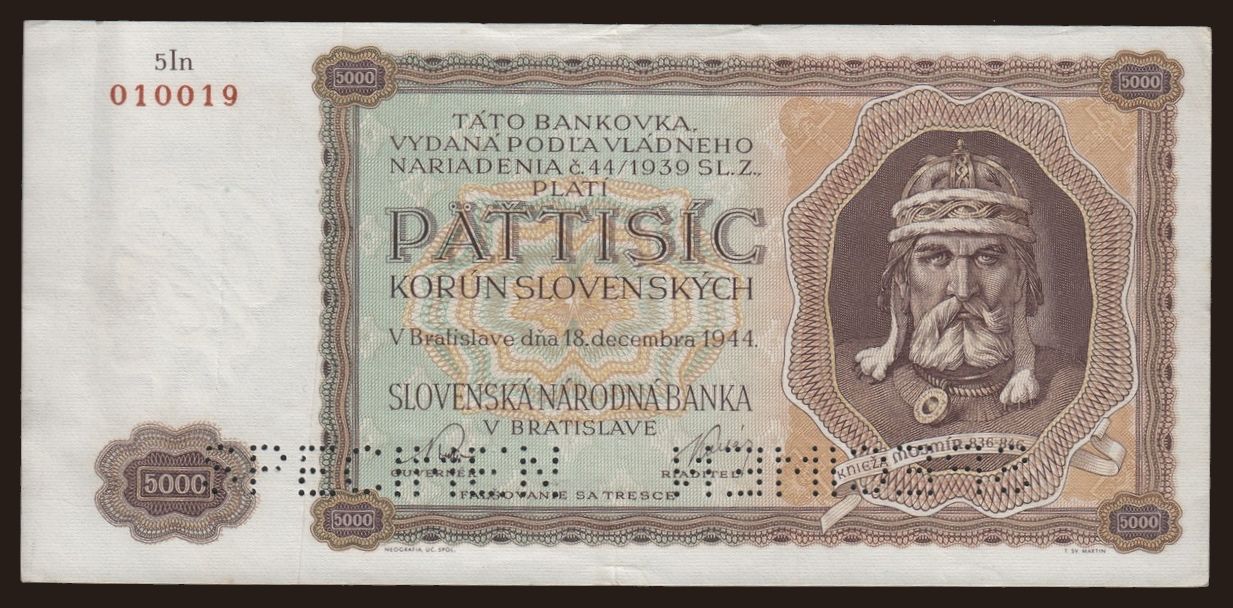 5In
010019
5000
5000
TÁTO BANKOVKA,
VYDANÁ PODĽA VLÁDNEHO
NARIADENIA č. 44/1939 SL. Z.,
PLATÍ
PÄŤTISÍC
KORÚN SLOVENSKÝCH
V Bratislave dňa 18. decembra 1944.
SLOVENSKÁ NÁRODNÁ BANKA
V BRATISLAVE
GUVERNÉR
RIADITEĽ
FALŠOVANIE SA TRESCE
KNIEŽA MOJMÍR 836-846
SPECIMEN
SPECIMEN
5000
5000
5000
NEOGRAFIA, ÚČ. SPOL.
T. SV. MARTIN